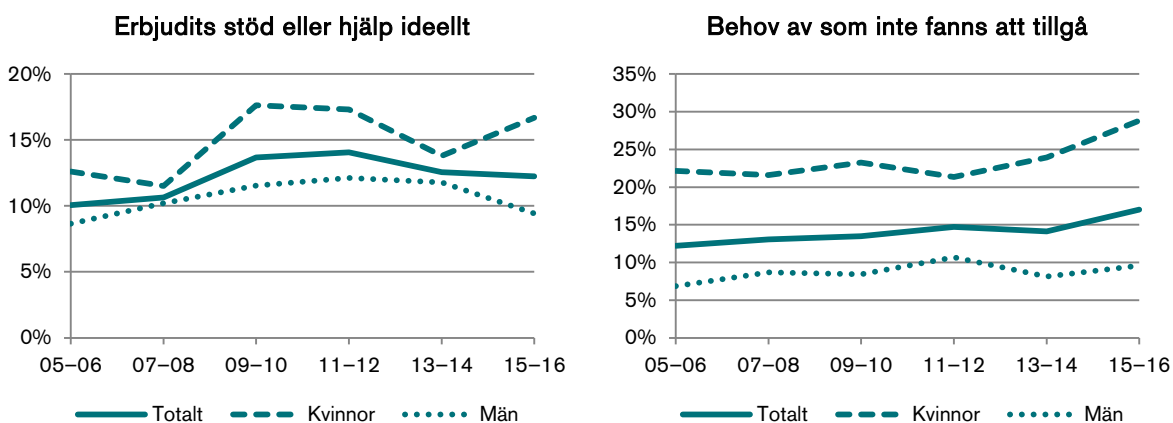 Erbjudits stöd eller hjälp ideellt
20%
15%
10%
5%
0%
05–06 07–08 09–10 11–12 13–14 15–16
Totalt Kvinnor Män
Behov av som inte fanns att tillgå
35%
30%
25%
20%
15%
10%
5%
0%
05–06 07–08 09–10 11–12 13–14 15–16
Totalt Kvinnor Män